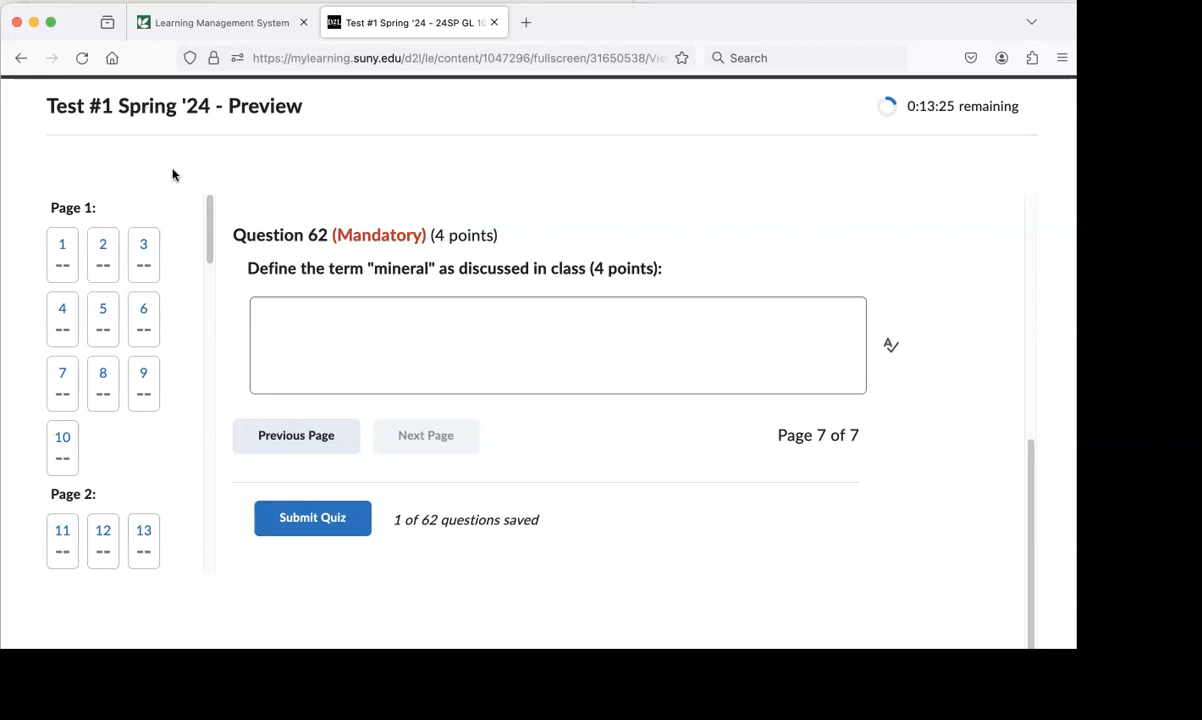 Learning Management System
Test #1 Spring '24 - 24SP GL 10
https://mylearning.suny.edu/d2l/le/content/1047296/fullscreen/31650538/Vie
Search
Test #1 Spring '24 - Preview
0:13:25 remaining
Page 1:
1 2 3
-- -- --
4 5 6
-- -- --
7 8 9
-- -- --
10
--
Page 2:
11 12 13
-- -- --
Question 62 (Mandatory) (4 points)
Define the term "mineral" as discussed in class (4 points):
Previous Page
Next Page
Page 7 of 7
Submit Quiz
1 of 62 questions saved